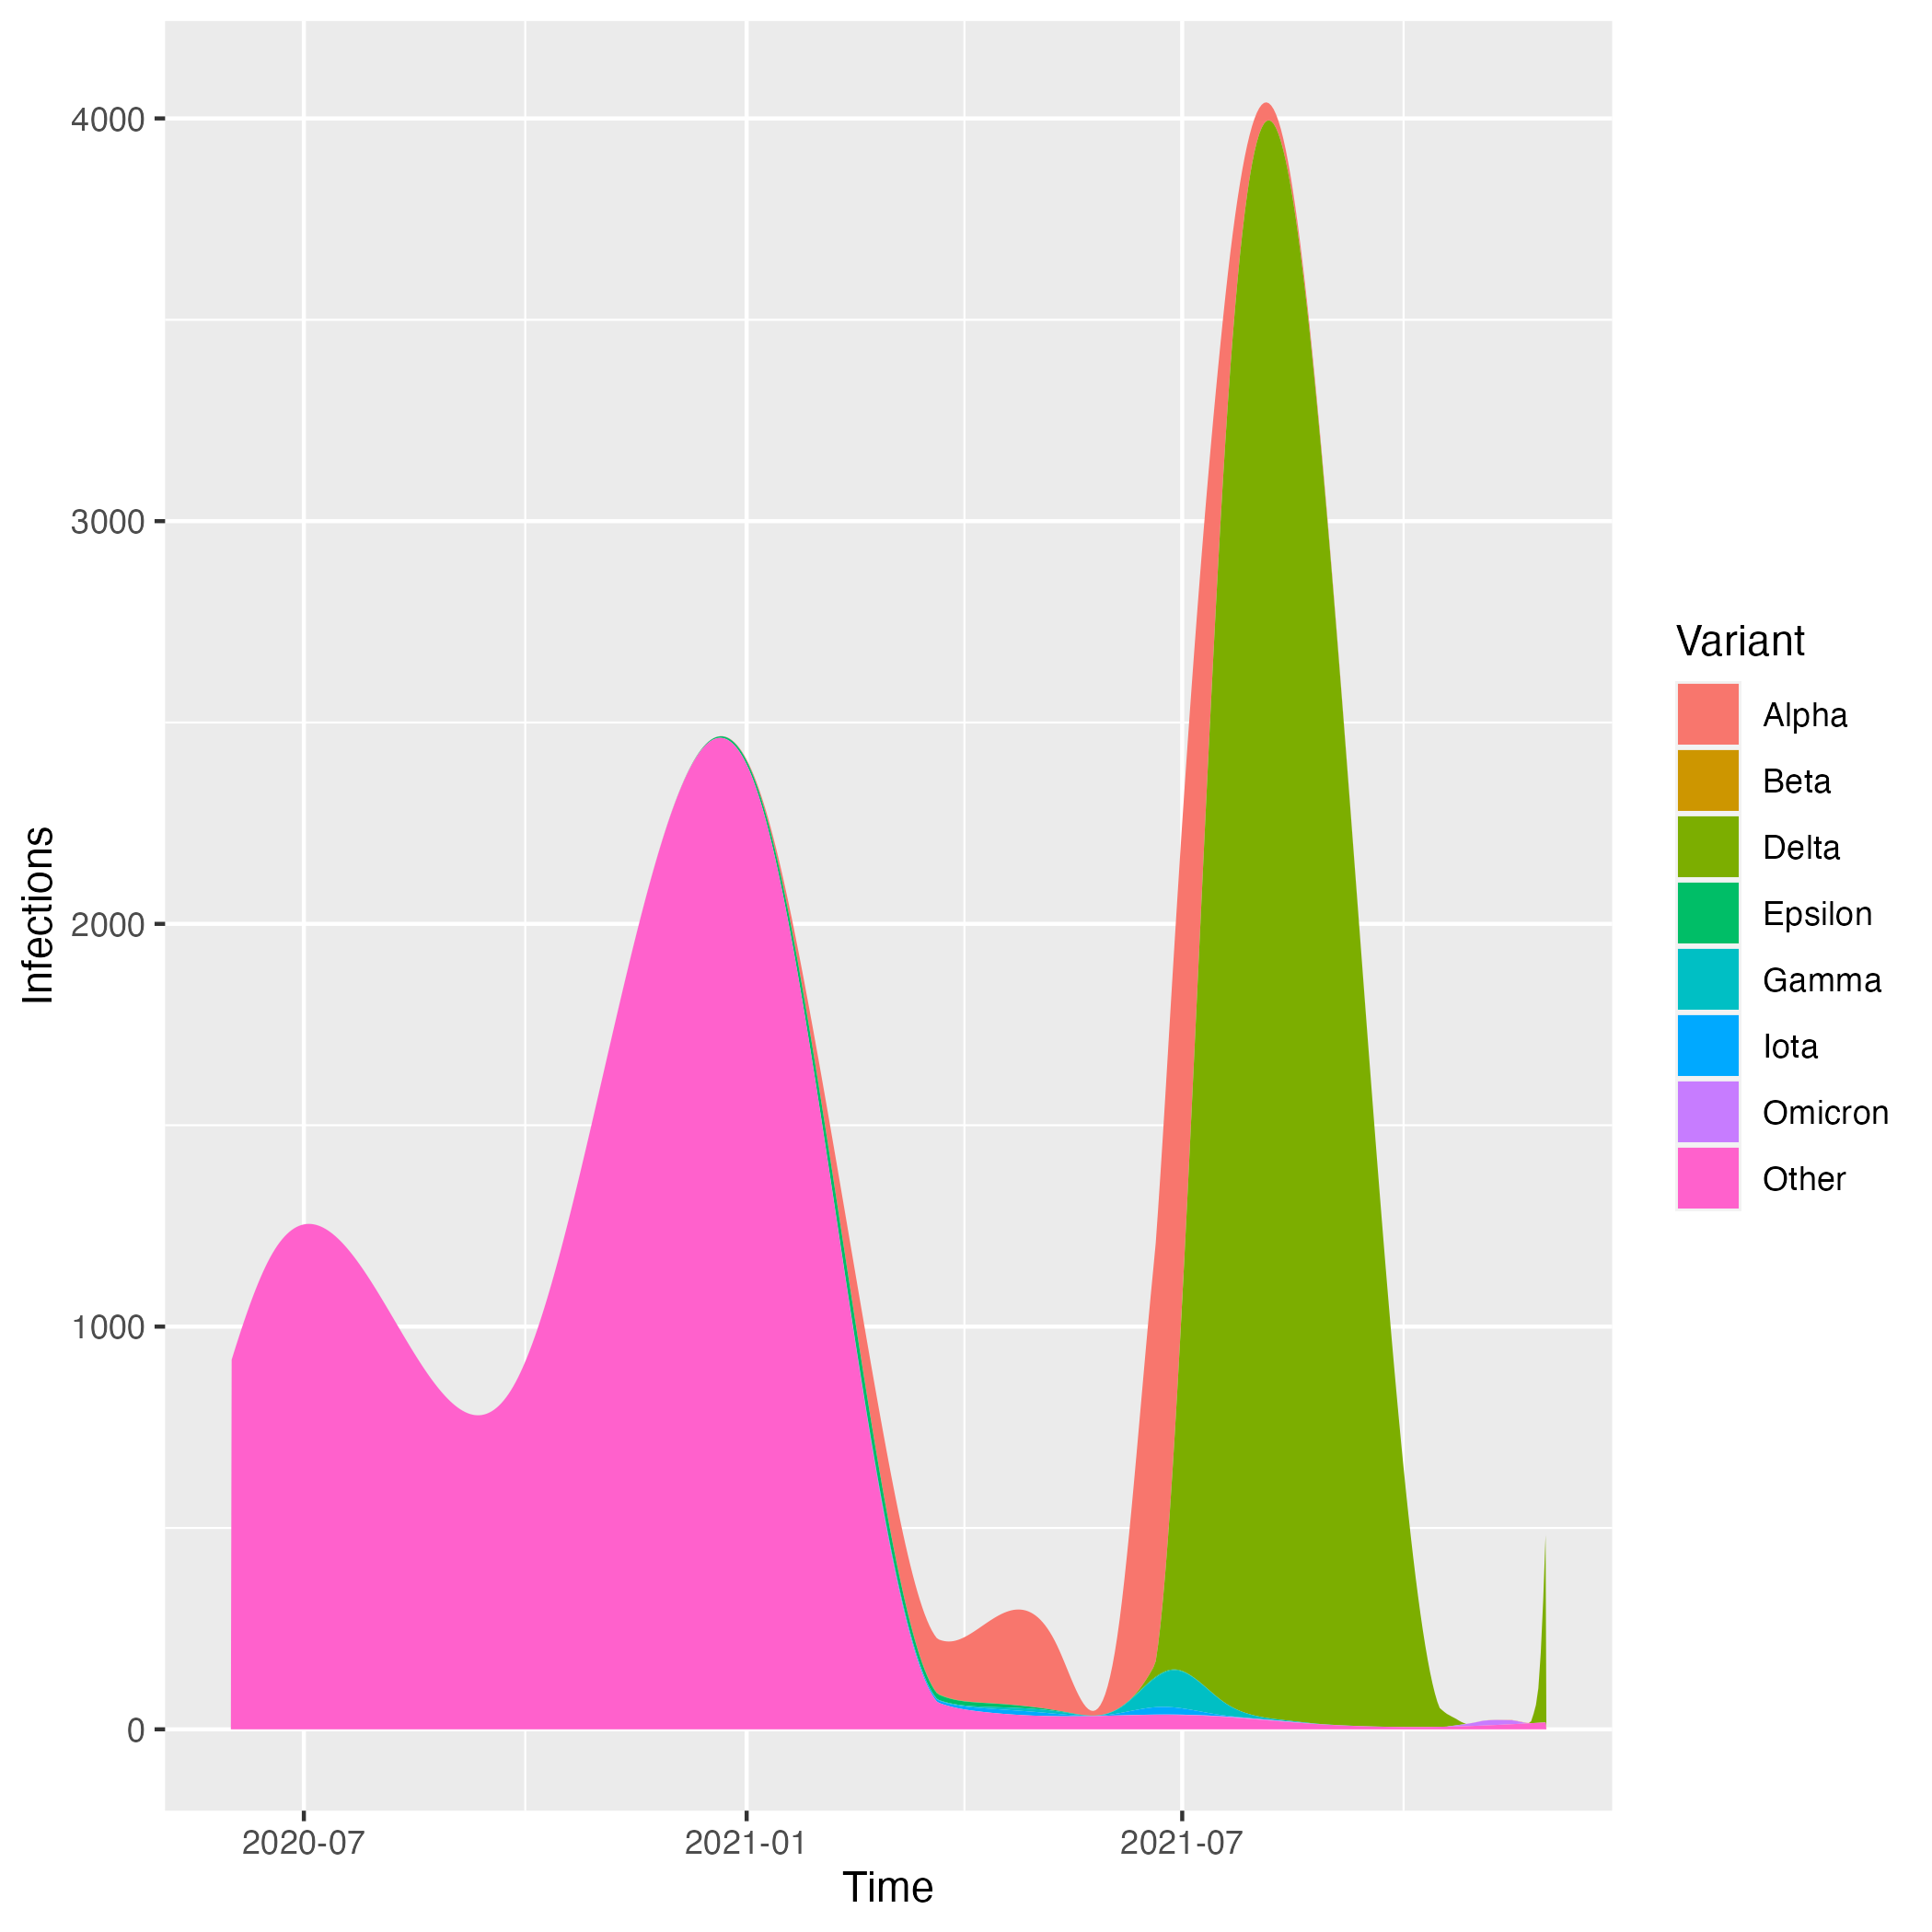 4000
3000
2000
1000
0
Infections
2020-07
2021-01
2021-07
Time
Variant
Alpha
Beta
Delta
Epsilon
Gamma
Iota
Omicron
Other